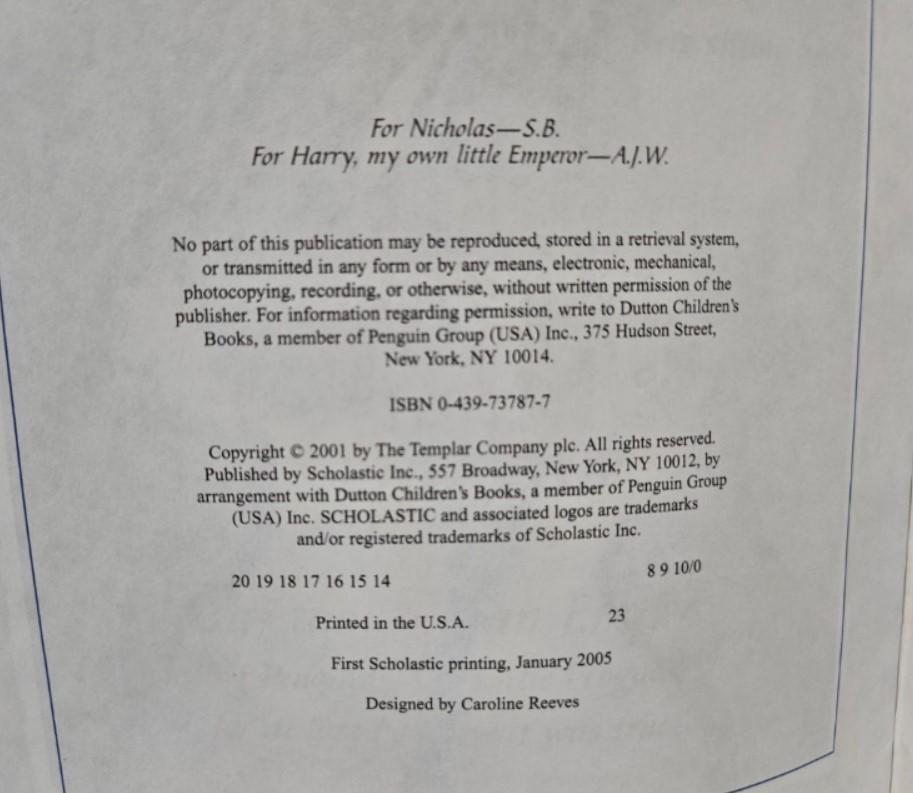 For Nicholas—S.B.
For Harry, my own little Emperor—A.J.W.
No part of this publication may be reproduced, stored in a retrieval system,
or transmitted in any form or by any means, electronic, mechanical,
photocopying, recording, or otherwise, without written permission of the
publisher. For information regarding permission, write to Dutton Children's
Books, a member of Penguin Group (USA) Inc., 375 Hudson Street,
New York, NY 10014.
ISBN 0-439-73787-7
Copyright © 2001 by The Templar Company plc. All rights reserved.
Published by Scholastic Inc., 557 Broadway, New York, NY 10012, by
arrangement with Dutton Children's Books, a member of Penguin Group
(USA) Inc. SCHOLASTIC and associated logos are trademarks
and/or registered trademarks of Scholastic Inc.
20 19 18 17 16 15 14 8 9 10/0
Printed in the U.S.A. 23
First Scholastic printing, January 2005
Designed by Caroline Reeves